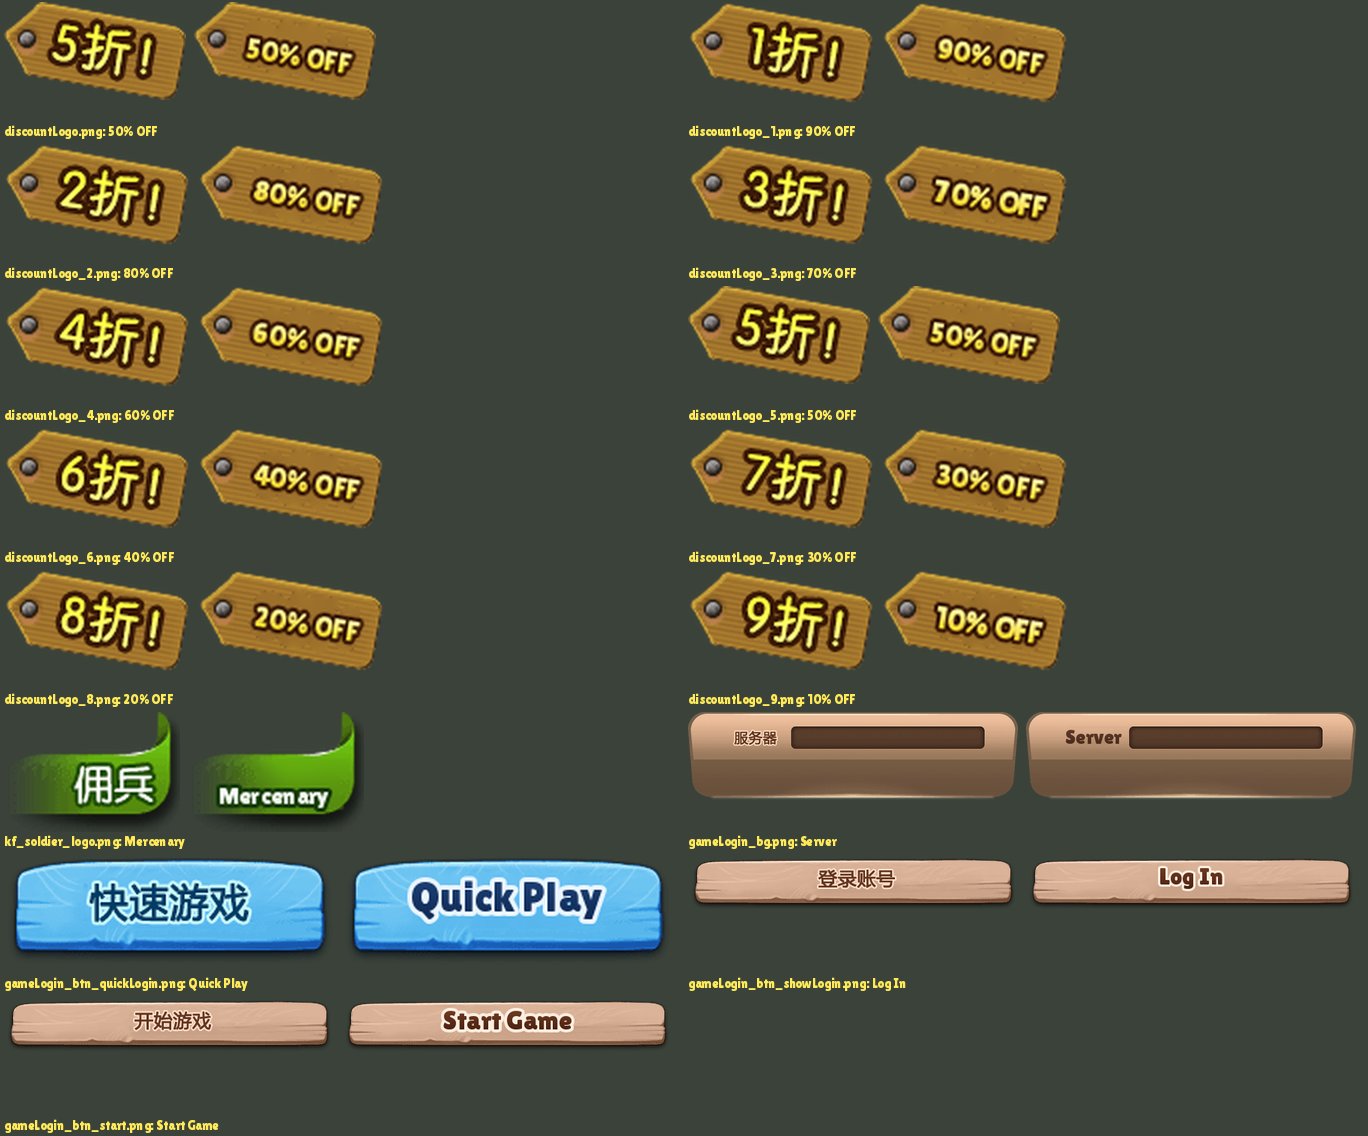 5折!
50% OFF
1折!
90% OFF
discountLogo.png: 50% OFF
discountLogo_1.png: 90% OFF
2折!
80% OFF
3折!
70% OFF
discountLogo_2.png: 80% OFF
discountLogo_3.png: 70% OFF
4折!
60% OFF
5折!
50% OFF
discountLogo_4.png: 60% OFF
discountLogo_5.png: 50% OFF
6折!
40% OFF
7折!
30% OFF
discountLogo_6.png: 40% OFF
discountLogo_7.png: 30% OFF
8折!
20% OFF
9折!
10% OFF
discountLogo_8.png: 20% OFF
discountLogo_9.png: 10% OFF
佣兵
Mercenary
服务器
Server
kf_soldier_logo.png: Mercenary
gameLogin_bg.png: Server
快速游戏
Quick Play
登录账号
Log In
gameLogin_btn_quickLogin.png: Quick Play
gameLogin_btn_showLogin.png: Log In
开始游戏
Start Game
gameLogin_btn_start.png: Start Game